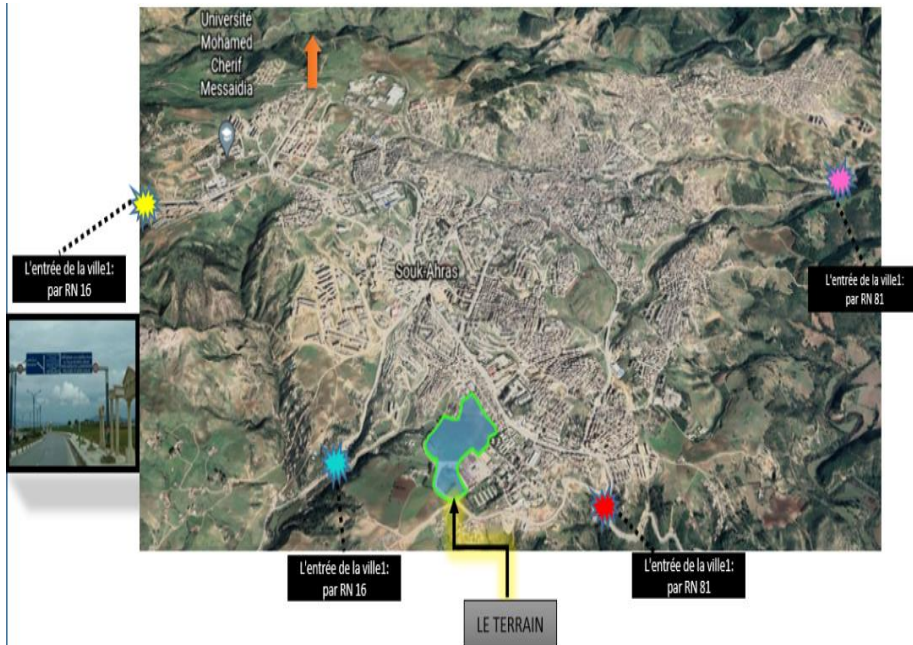 Université
Mohamed
Cherif
Messaidia
L'entrée de la ville1:
par RN 16
Souk-Ahras
L'entrée de la ville1:
par RN 81
L'entrée de la ville1:
par RN 16
L'entrée de la ville1:
par RN 81
LE TERRAIN